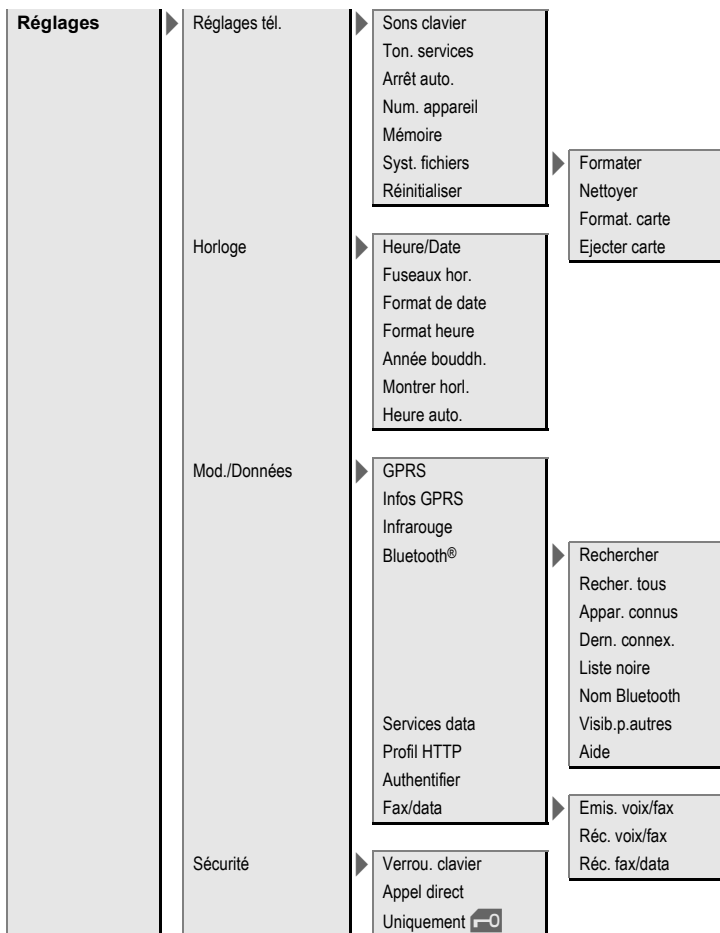 Réglages
Réglages tél.
Sons clavier
Ton. services
Arrêt auto.
Num. appareil
Mémoire
Syst. fichiers
Formater
Réinitialiser
Nettoyer
Format. carte
Horloge
Heure/Date
Ejecter carte
Fuseaux hor.
Format de date
Format heure
Année bouddh.
Montrer horl.
Heure auto.
Mod./Données
GPRS
Infos GPRS
Infrarouge
Bluetooth®
Rechercher
Recher. tous
Appar. connus
Dern. connex.
Liste noire
Nom Bluetooth
Services data
Visib.p.autres
Profil HTTP
Aide
Authentifier
Fax/data
Emis. voix/fax
Réc. voix/fax
Sécurité
Verrou. clavier
Réc. fax/data
Appel direct
Uniquement